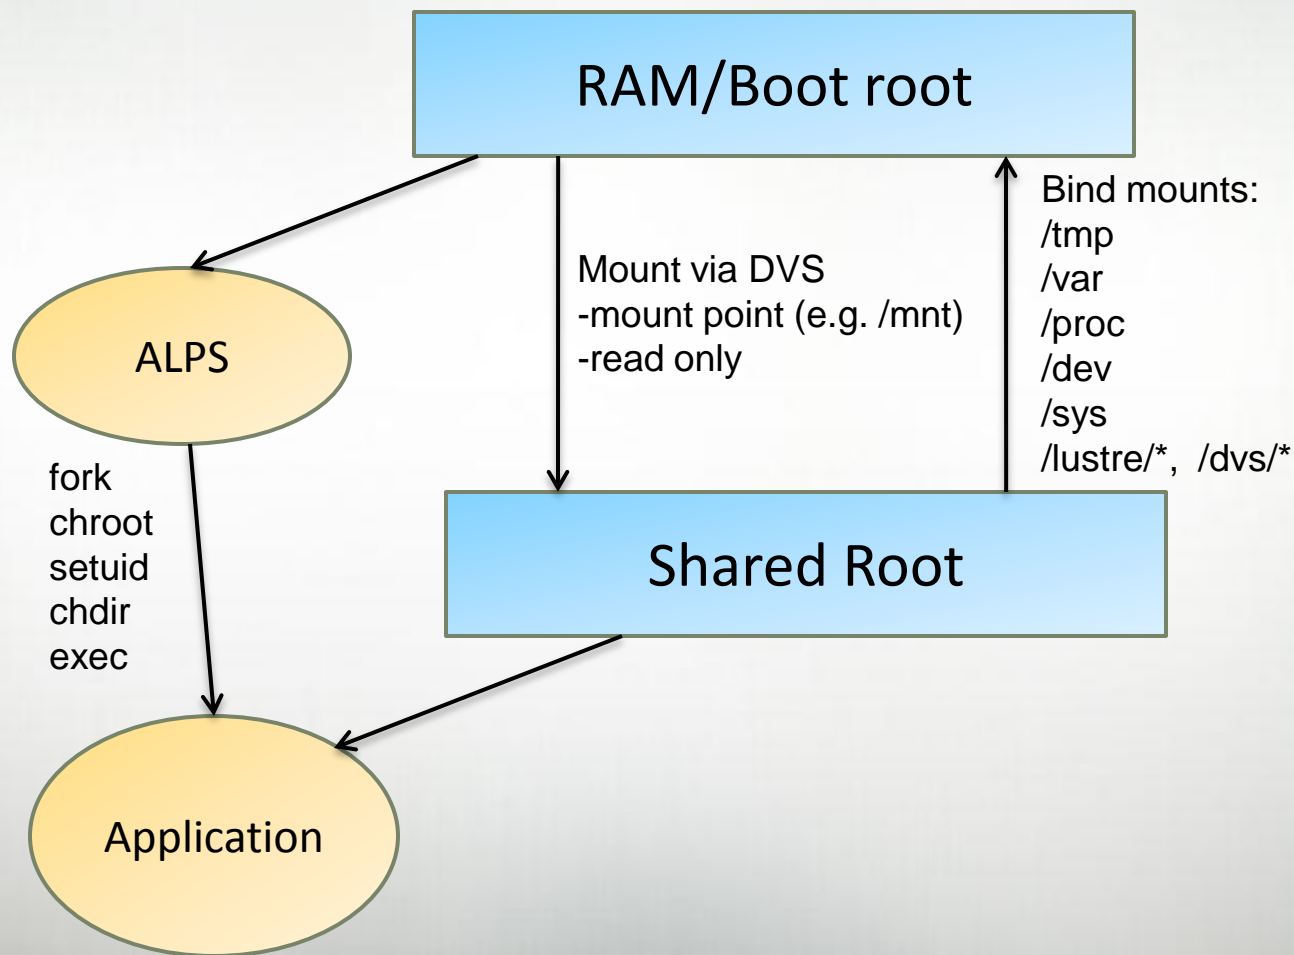 RAM/Boot root
Bind mounts:
/tmp
/var
/proc
/dev
/sys
/lustre/*, /dvs/*
Mount via DVS
-mount point (e.g. /mnt)
-read only
ALPS
fork
chroot
setuid
chdir
exec
Shared Root
Application